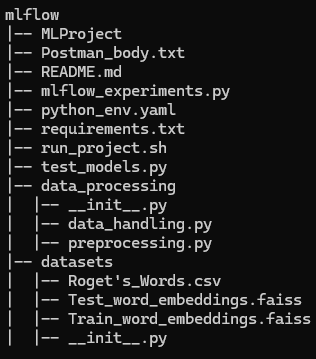 mlflow
|-- MLProject
|-- Postman_body.txt
|-- README.md
|-- mlflow_experiments.py
|-- python_env.yaml
|-- requirements.txt
|-- run_project.sh
|-- test_models.py
|-- data_processing
|   |-- __init__.py
|   |-- data_handling.py
|   |-- preprocessing.py
|-- datasets
|   |-- Roget's_Words.csv
|   |-- Test_word_embeddings.faiss
|   |-- Train_word_embeddings.faiss
|   |-- __init__.py